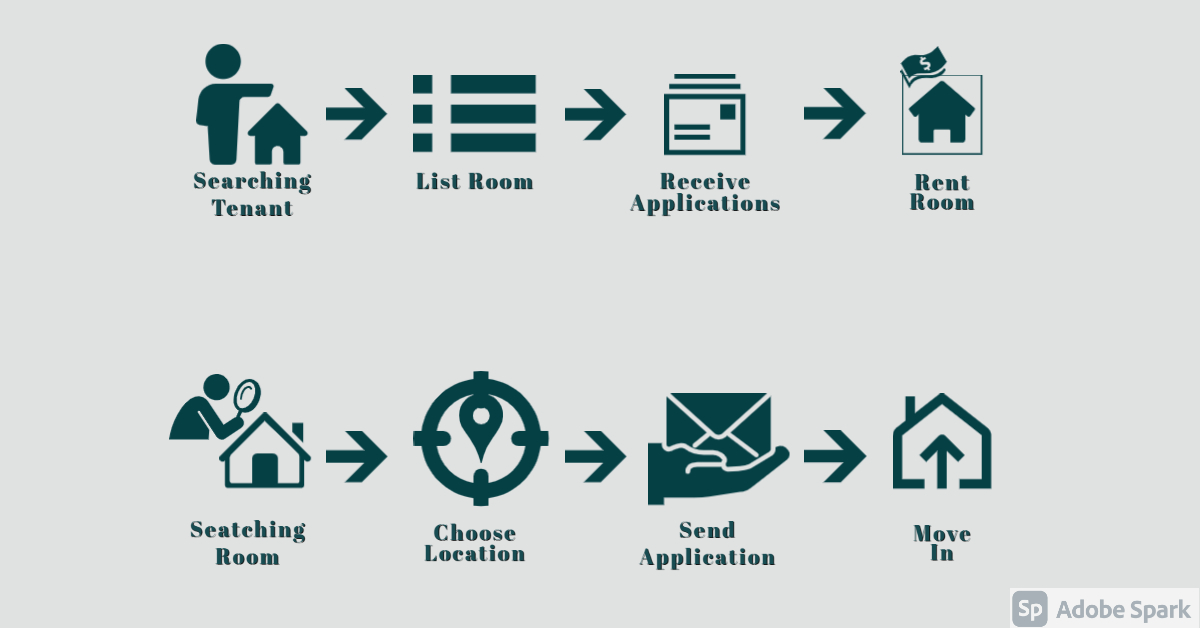 Searching
Tenant
List Room
Receive
Applications
Rent
Room
Seatching
Room
Choose
Location
Send
Application
Move
In
$
Sp Adobe Spark